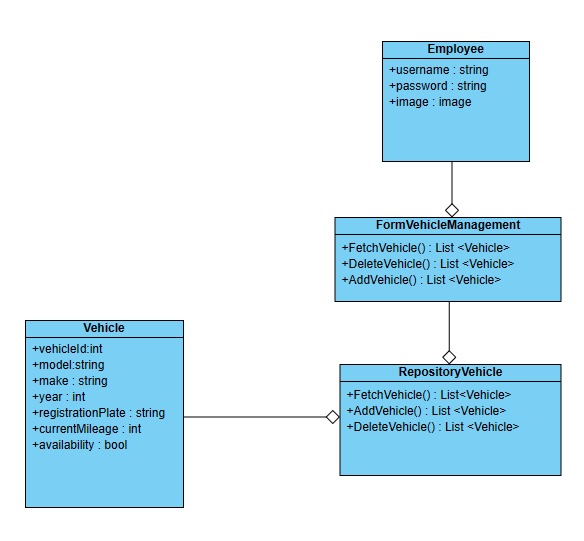 Employee
+username : string
+password : string
+image : image
FormVehicleManagement
+FetchVehicle() : List <Vehicle>
+DeleteVehicle() : List <Vehicle>
+AddVehicle() : List <Vehicle>
Vehicle
+vehicleId:int
+model:string
+make : string
+year : int
+registrationPlate : string
+currentMileage : int
+availability : bool
RepositoryVehicle
+FetchVehicle() : List<Vehicle>
+AddVehicle() : List <Vehicle>
+DeleteVehicle() : List <Vehicle>